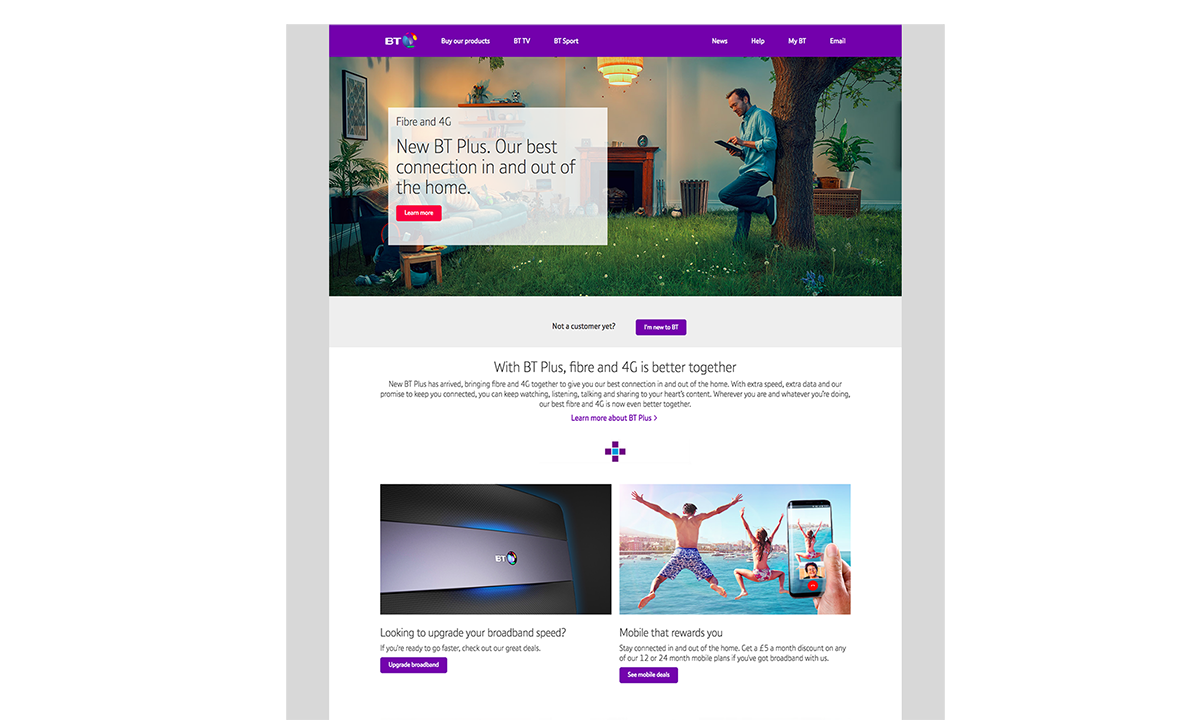 BT
Buy our products
BT TV
BT Sport
News
Help
My BT
Email
Fibre and 4G
New BT Plus. Our best
connection in and out of
the home.
Learn more
Not a customer yet?
I'm new to BT
With BT Plus, fibre and 4G is better together
New BT Plus has arrived, bringing fibre and 4G together to give you our best connection in and out of the home. With extra speed, extra data and our
promise to keep you connected, you can keep watching, listening, talking and sharing to your heart's content. Wherever you are and whatever you're doing,
our best fibre and 4G is now even better together.
Learn more about BT Plus >
BT
Looking to upgrade your broadband speed?
If you're ready to go faster, check out our great deals.
Upgrade broadband
Mobile that rewards you
Stay connected in and out of the home. Get a £5 a month discount on any
of our 12 or 24 month mobile plans if you've got broadband with us.
See mobile deals